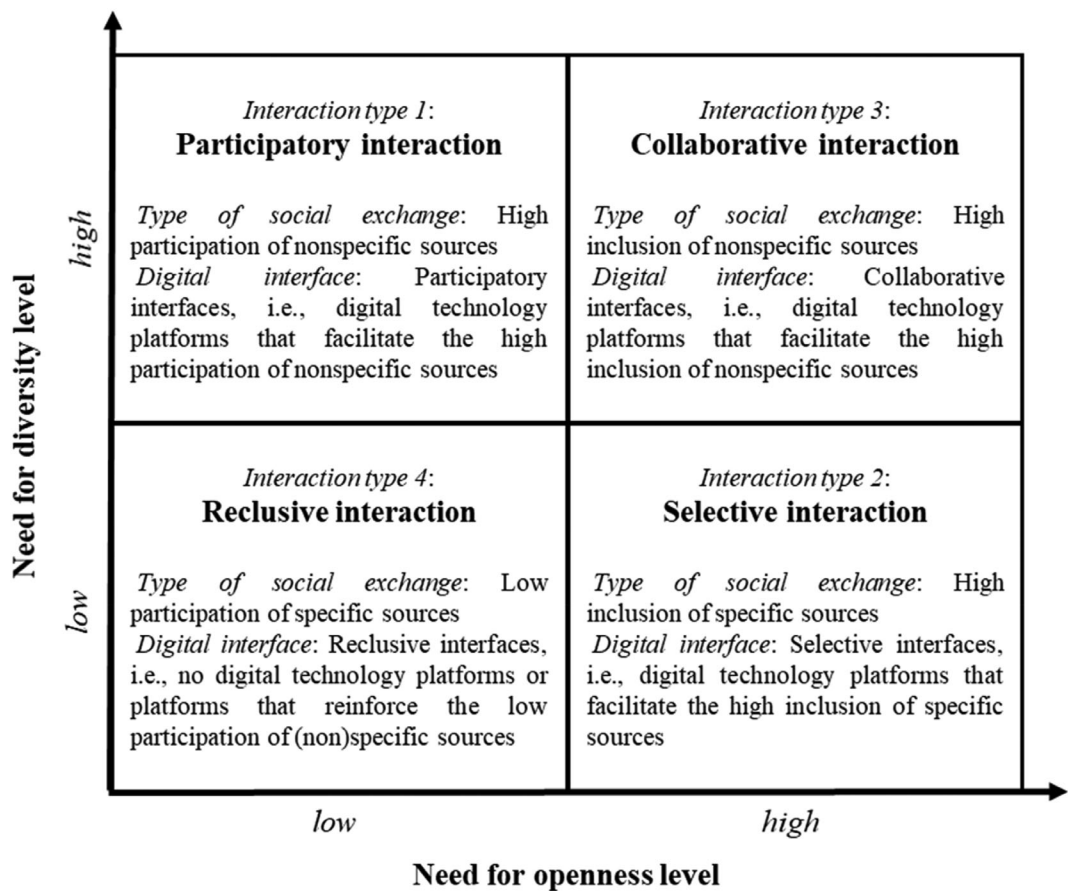 Need for diversity level
high
low
Interaction type 1:
Participatory interaction
Type of social exchange: High
participation of nonspecific sources
Digital interface: Participatory
interfaces, i.e., digital technology
platforms that facilitate the high
participation of nonspecific sources
Interaction type 3:
Collaborative interaction
Type of social exchange: High
inclusion of nonspecific sources
Digital interface: Collaborative
interfaces, i.e., digital technology
platforms that facilitate the high
inclusion of nonspecific sources
Interaction type 4:
Reclusive interaction
Type of social exchange: Low
participation of specific sources
Digital interface: Reclusive interfaces,
i.e., no digital technology platforms or
platforms that reinforce the low
participation of (non)specific sources
Interaction type 2:
Selective interaction
Type of social exchange: High
inclusion of specific sources
Digital interface: Selective interfaces,
i.e., digital technology platforms that
facilitate the high inclusion of specific
sources
low
high
Need for openness level